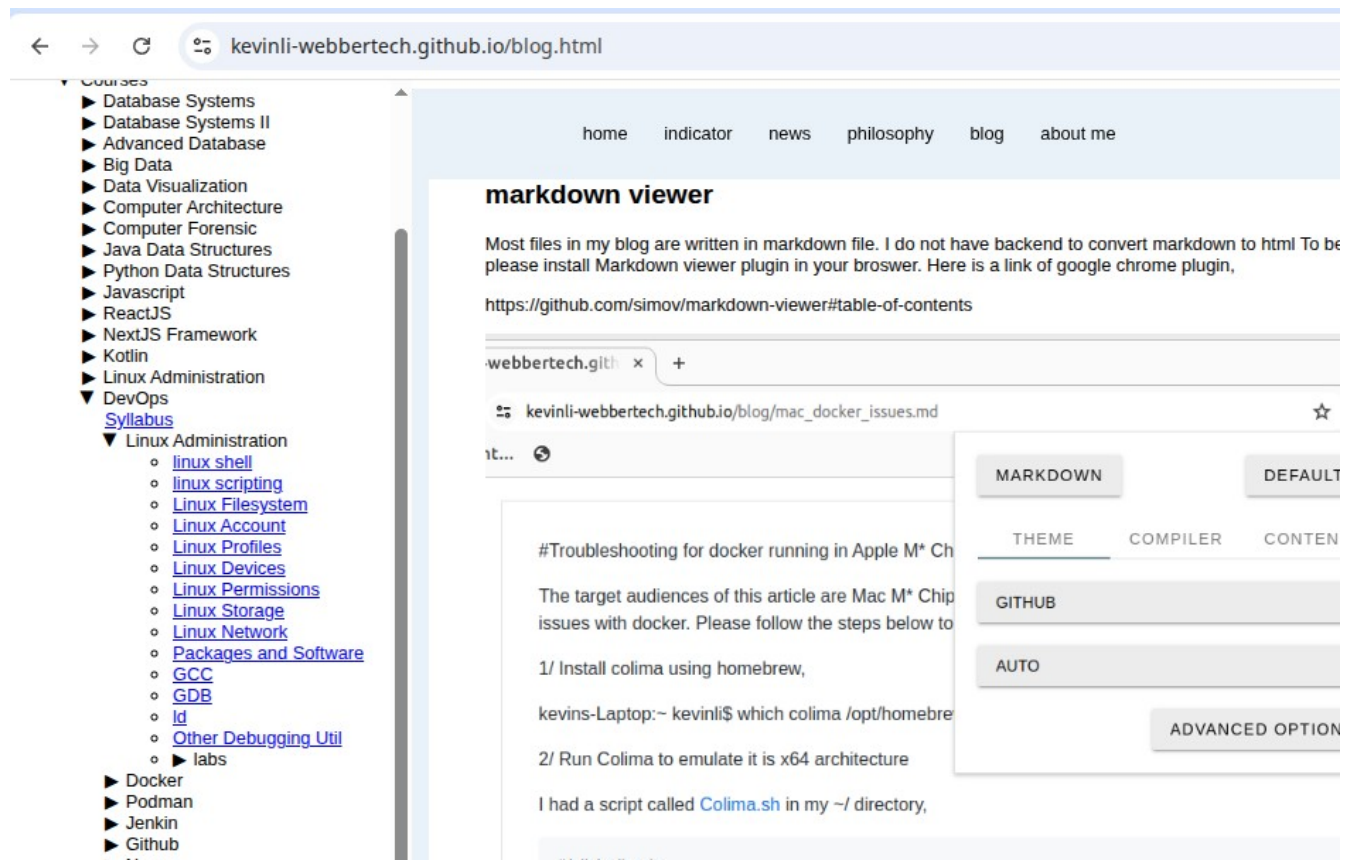 kevinli-webbertech.github.io/blog.html
Courses
Database Systems
Database Systems II
Advanced Database
Big Data
Data Visualization
Computer Architecture
Computer Forensic
Java Data Structures
Python Data Structures
Javascript
ReactJS
NextJS Framework
Kotlin
Linux Administration
DevOps
Syllabus
Linux Administration
linux shell
linux scripting
Linux Filesystem
Linux Account
Linux Profiles
Linux Devices
Linux Permissions
Linux Storage
Linux Network
Packages and Software
GCC
GDB
ld
Other Debugging Util
labs
Docker
Podman
Jenkin
Github
home indicator news philosophy blog about me
markdown viewer
Most files in my blog are written in markdown file. I do not have backend to convert markdown to html To be
please install Markdown viewer plugin in your broswer. Here is a link of google chrome plugin,
https://github.com/simov/markdown-viewer#table-of-contents
-webbertech.gith × +
kevinli-webbertech.github.io/blog/mac_docker_issues.md
nt...
#Troubleshooting for docker running in Apple M* Ch
The target audiences of this article are Mac M* Chip
issues with docker. Please follow the steps below to
1/ Install colima using homebrew,
kevins-Laptop:~ kevinli$ which colima /opt/homebre
2/ Run Colima to emulate it is x64 architecture
I had a script called Colima.sh in my ~/ directory,
MARKDOWN DEFAULT
THEME COMPILER CONTEN
GITHUB
AUTO
ADVANCED OPTION